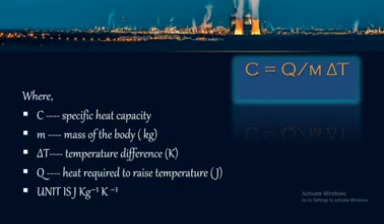 C = Q/M ΔT
Where,
▪ C ---- specific heat capacity
▪ m ---- mass of the body ( kg)
▪ ΔT---- temperature difference (K)
▪ Q ---- heat required to raise temperature ( J)
▪ UNIT IS J Kg⁻¹ K ⁻¹
Activate Windows
Go to Settings to activate Windows.